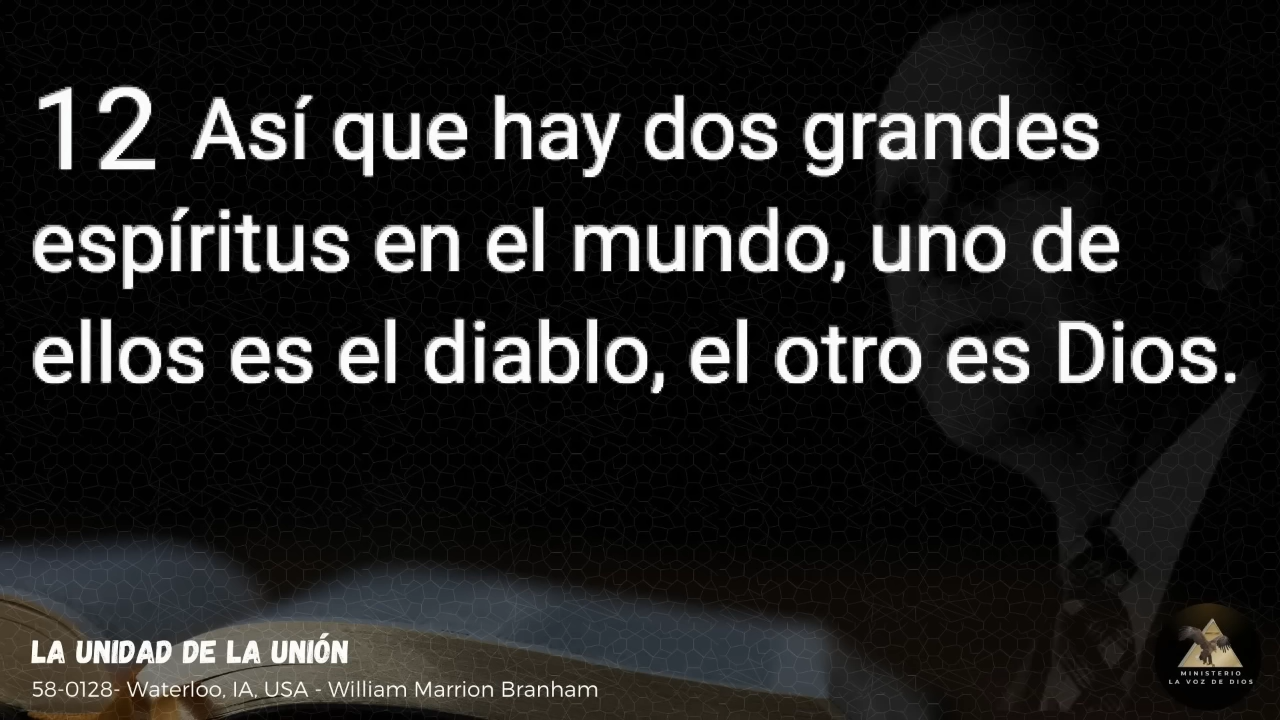 12 Así que hay dos grandes
espíritus en el mundo, uno de
ellos es el diablo, el otro es Dios.
LA UNIDAD DE LA UNIÓN
58-0128- Waterloo, IA, USA - William Marrion Branham
MINISTERIO
LA VOZ DE DIOS